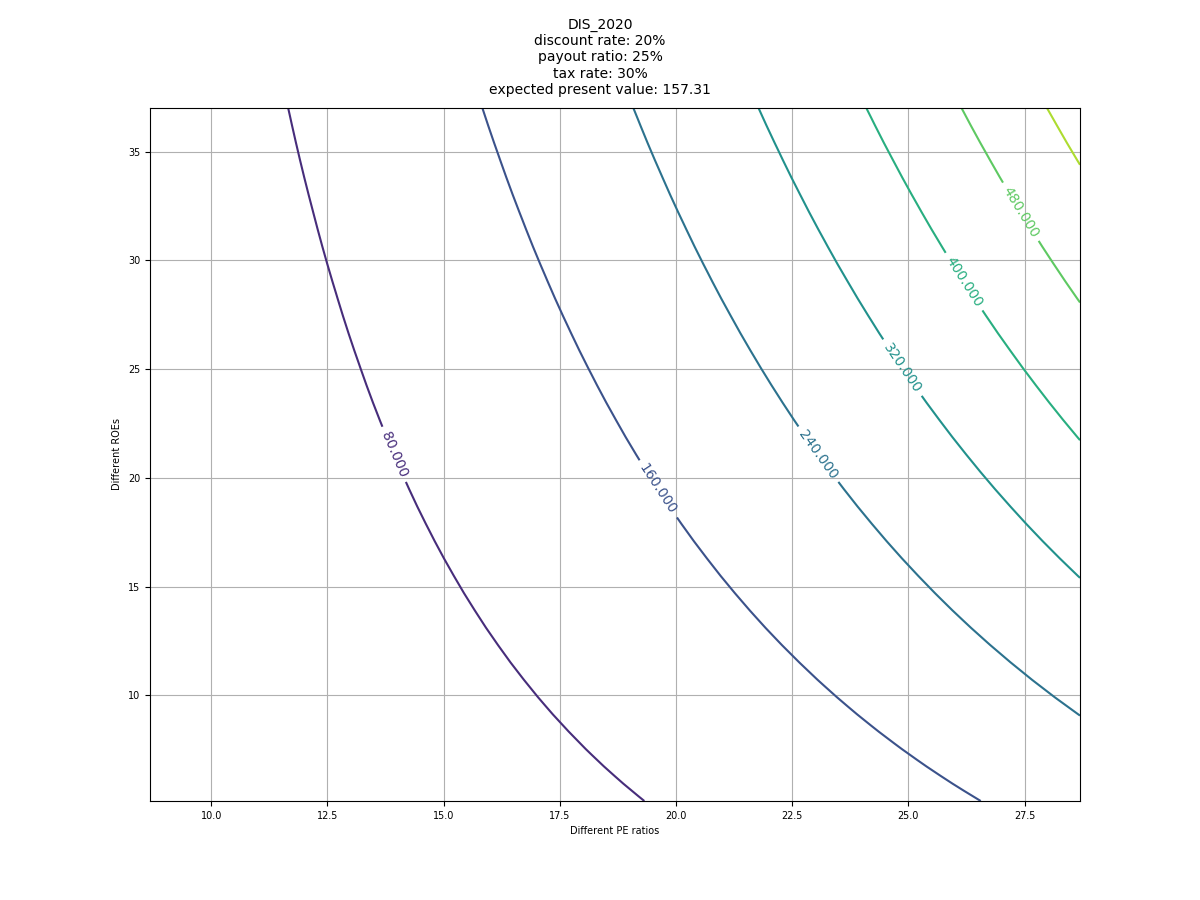 DIS_2020
discount rate: 20%
payout ratio: 25%
tax rate: 30%
expected present value: 157.31
35
30
25
20
15
10
Different ROEs
80.000
160.000
240.000
320.000
400.000
480.000
10.0
12.5
15.0
17.5
20.0
22.5
25.0
27.5
Different PE ratios